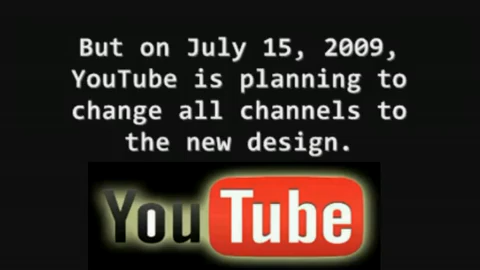 But on July 15, 2009,
YouTube is planning to
change all channels to
the new design.
YouTube